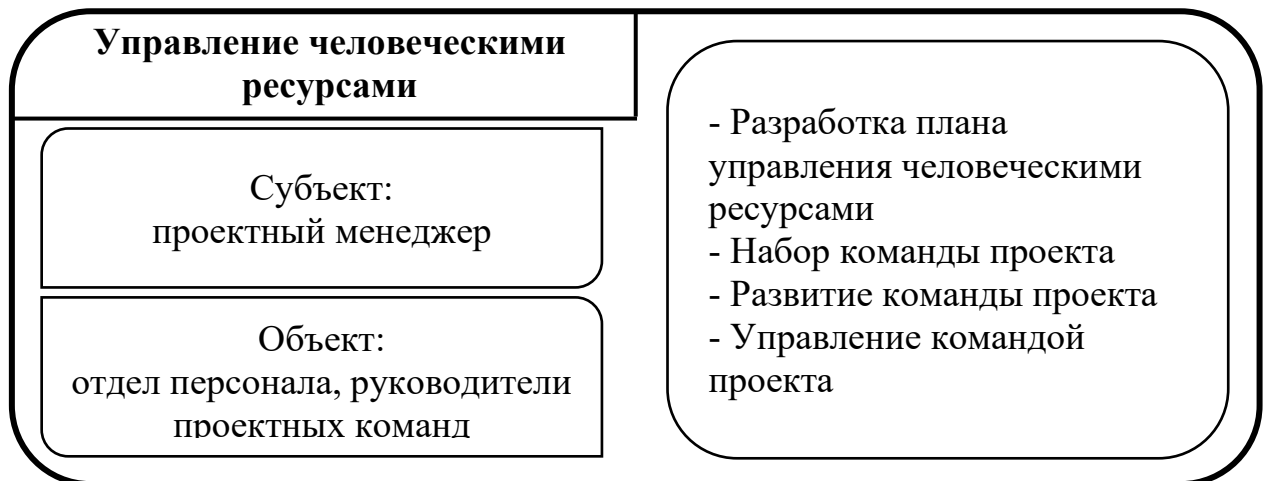 Управление человеческими
ресурсами
Субъект:
проектный менеджер
Объект:
отдел персонала, руководители
проектных команд
- Разработка плана
управления человеческими
ресурсами
- Набор команды проекта
- Развитие команды проекта
- Управление командой
проекта